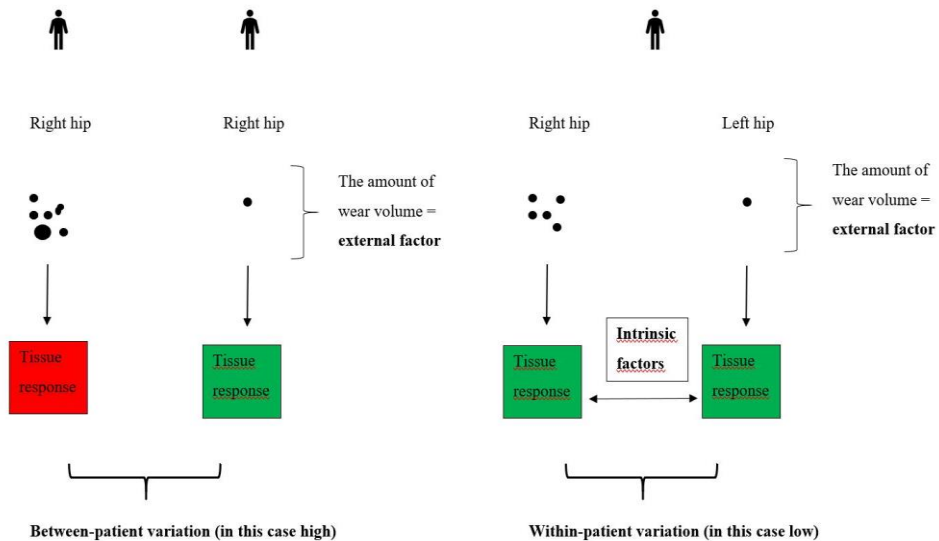 Right hip
Right hip
The amount of
wear volume =
external factor
Tissue
response
Tissue
response
Between-patient variation (in this case high)
Right hip
Left hip
The amount of
wear volume =
external factor
Intrinsic
factors
Tissue
response
Tissue
response
Within-patient variation (in this case low)